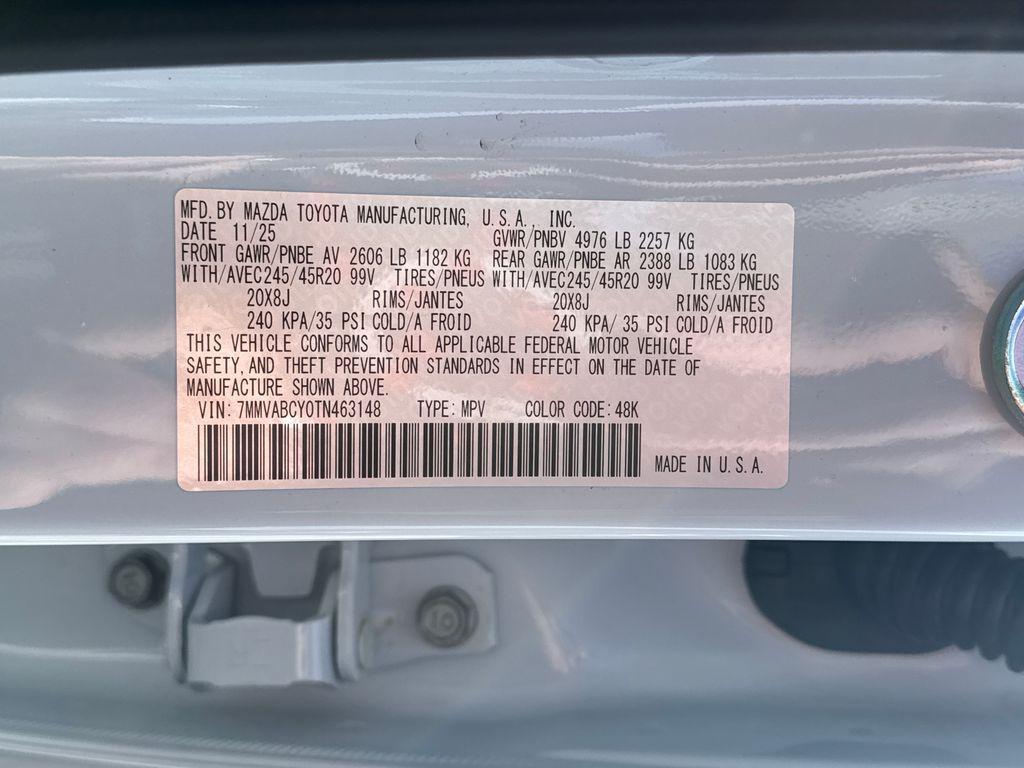 MFD. BY MAZDA TOYOTA MANUFACTURING, U.S.A., INC.
DATE 11/25 GVWR/PNBV 4976 LB 2257 KG
FRONT GAWR/PNBE AV 2606 LB 1182 KG REAR GAWR/PNBE AR 2388 LB 1083 KG
WITH/AVEC245/45R20 99V TIRES/PNEUS WITH/AVEC245/45R20 99V TIRES/PNEUS
20X8J RIMS/JANTES 20X8J RIMS/JANTES
240 KPA/35 PSI COLD/A FROID 240 KPA/ 35 PSI COLD/A FROID
THIS VEHICLE CONFORMS TO ALL APPLICABLE FEDERAL MOTOR VEHICLE
SAFETY, AND THEFT PREVENTION STANDARDS IN EFFECT ON THE DATE OF
MANUFACTURE SHOWN ABOVE.
VIN: 7MMVABCY0TN463148 TYPE: MPV COLOR CODE: 48K
MADE IN U.S.A.
10